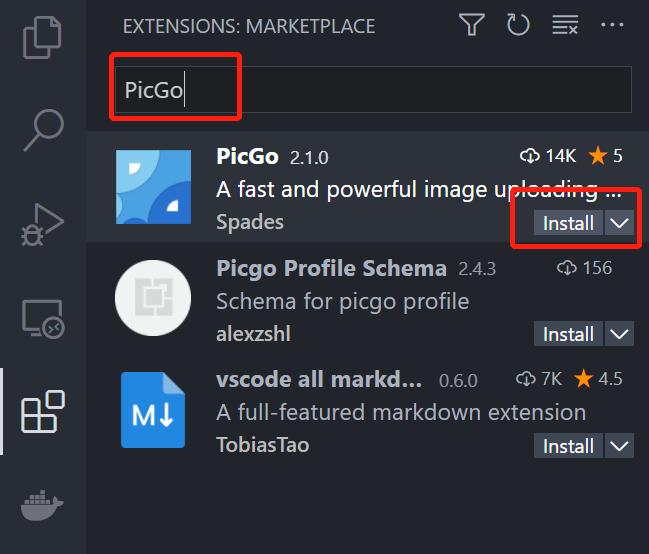 EXTENSIONS: MARKETPLACE
PicGo
PicGo 2.1.0 14K 5
A fast and powerful image uploading ...
Spades Install
Picgo Profile Schema 2.4.3 156
Schema for picgo profile
alexzshl Install
vscode all markd... 0.6.0 7K 4.5
A full-featured markdown extension
TobiasTao Install
M